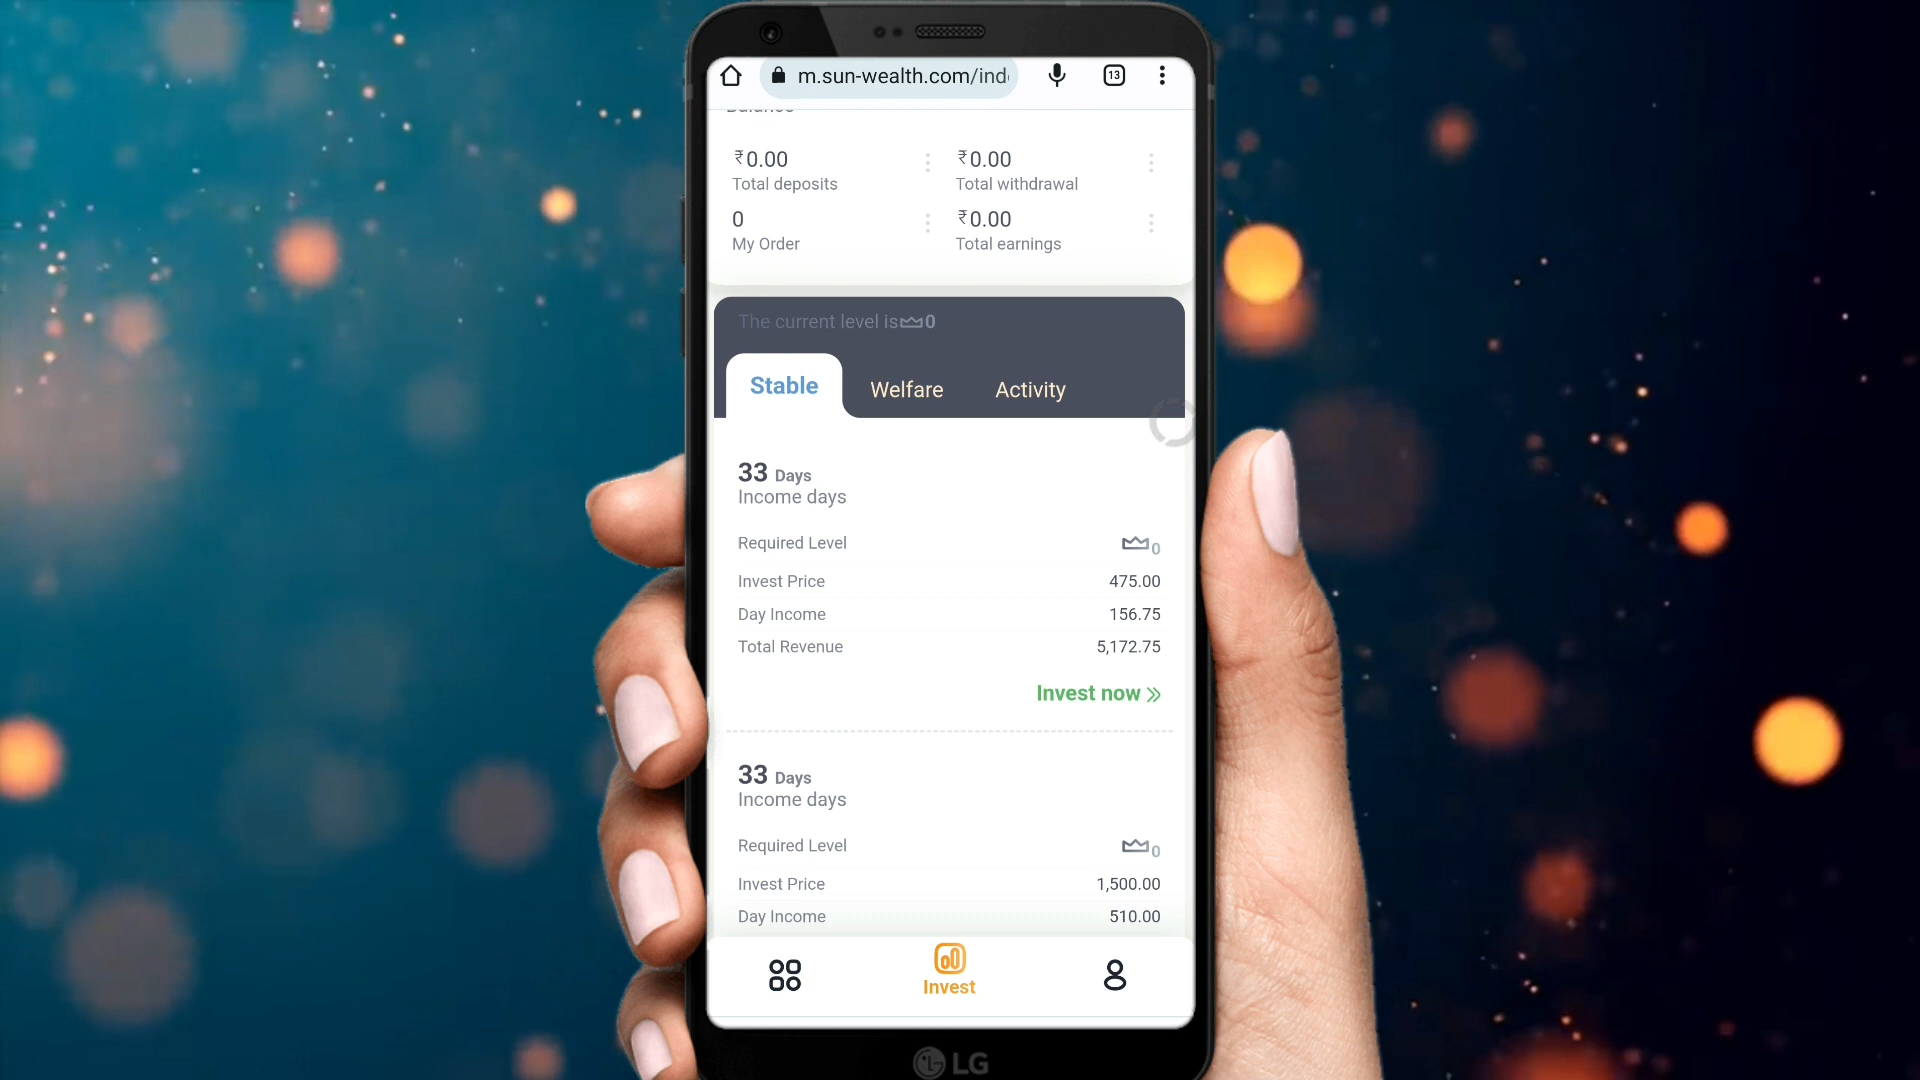 m.sun-wealth.com/ind
13
Balance
₹0.00
Total deposits
₹0.00
Total withdrawal
0
My Order
₹0.00
Total earnings
The current level is 0
Stable
Welfare
Activity
33 Days
Income days
Required Level 0
Invest Price 475.00
Day Income 156.75
Total Revenue 5,172.75
Invest now
33 Days
Income days
Required Level 0
Invest Price 1,500.00
Day Income 510.00
Invest
LG